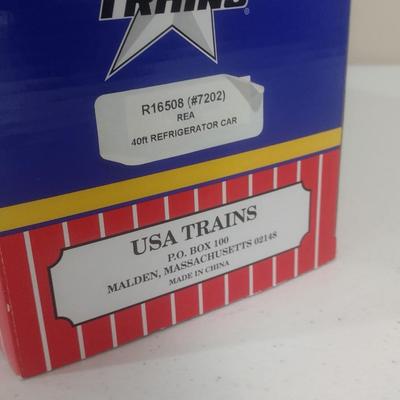 TRAINS
R16508 (#7202)
REA
40ft REFRIGERATOR CAR
USA TRAINS
P.O. BOX 100
MALDEN, MASSACHUSETTS 02148
MADE IN CHINA